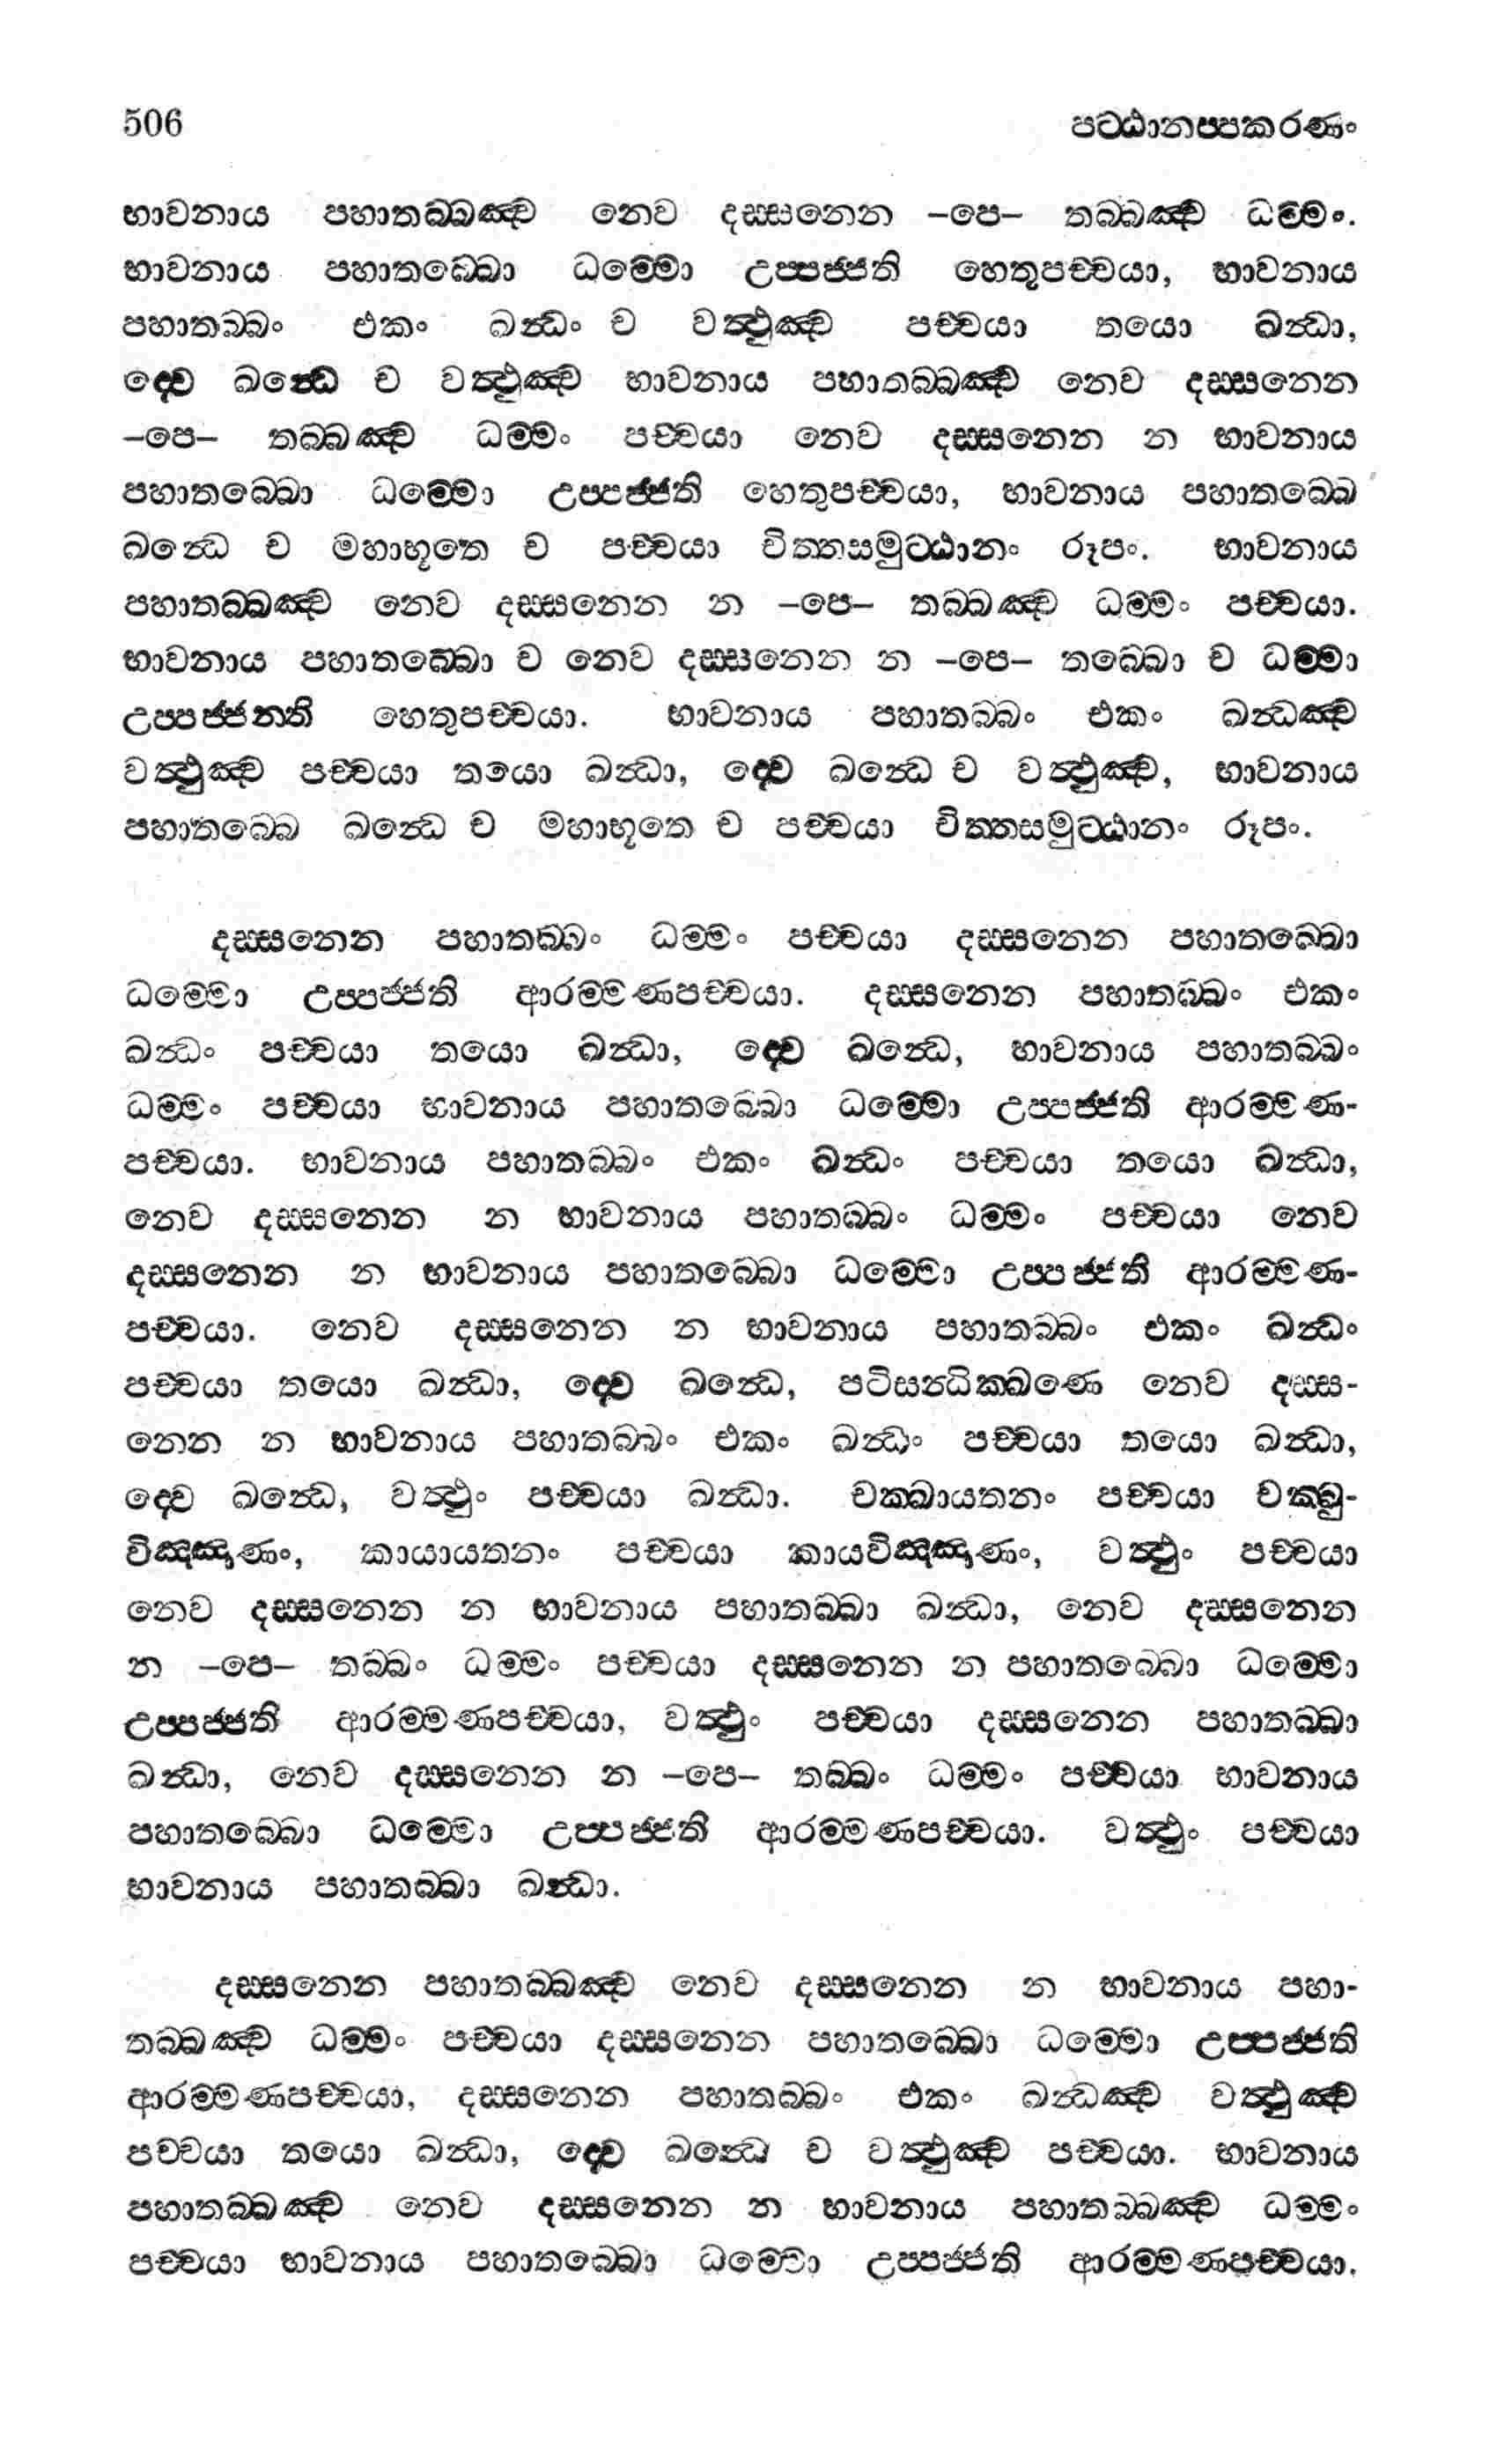 506 පට්ඨානප්පකරණං
භාවනාය පහාතබ්බඤ්ච නෙව දස්සනෙන –පෙ– තබ්බඤ්ච ධම්මං.
භාවනාය පහාතබ්බො ධම්මො උප්පජ්ජති හෙතුපච්චයා, භාවනාය
පහාතබ්බං එකං ඛන්ධං ච වත්ථුඤ්ච පච්චයා තයො ඛන්ධා,
ද්වෙ ඛන්ධෙ ච වත්ථුඤ්ච භාවනාය පහාතබ්බඤ්ච නෙව දස්සනෙන
–පෙ– තබ්බඤ්ච ධම්මං පච්චයා නෙව දස්සනෙන න භාවනාය
පහාතබ්බො ධම්මො උප්පජ්ජති හෙතුපච්චයා, භාවනාය පහාතබ්බෙ
ඛන්ධෙ ච මහාභූතෙ ච පච්චයා චිත්තසමුට්ඨානං රූපං. භාවනාය
පහාතබ්බඤ්ච නෙව දස්සනෙන න –පෙ– තබ්බඤ්ච ධම්මං පච්චයා.
භාවනාය පහාතබ්බො ච නෙව දස්සනෙන න –පෙ– තබ්බො ච ධම්මා
උප්පජ්ජන්ති හෙතුපච්චයා. භාවනාය පහාතබ්බං එකං ඛන්ධඤ්ච
වත්ථුඤ්ච පච්චයා තයො ඛන්ධා, ද්වෙ ඛන්ධෙ ච වත්ථුඤ්ච, භාවනාය
පහාතබ්බෙ ඛන්ධෙ ච මහාභූතෙ ච පච්චයා චිත්තසමුට්ඨානං රූපං.
දස්සනෙන පහාතබ්බං ධම්මං පච්චයා දස්සනෙන පහාතබ්බො
ධම්මො උප්පජ්ජති ආරම්මණපච්චයා. දස්සනෙන පහාතබ්බං එකං
ඛන්ධං පච්චයා තයො ඛන්ධා, ද්වෙ ඛන්ධෙ, භාවනාය පහාතබ්බං
ධම්මං පච්චයා භාවනාය පහාතබ්බො ධම්මො උප්පජ්ජති ආරම්මණ-
පච්චයා. භාවනාය පහාතබ්බං එකං ඛන්ධං පච්චයා තයො ඛන්ධා,
නෙව දස්සනෙන න භාවනාය පහාතබ්බං ධම්මං පච්චයා නෙව
දස්සනෙන න භාවනාය පහාතබ්බො ධම්මො උප්පජ්ජති ආරම්මණ-
පච්චයා. නෙව දස්සනෙන න භාවනාය පහාතබ්බං එකං ඛන්ධං
පච්චයා තයො ඛන්ධා, ද්වෙ ඛන්ධෙ, පටිසන්ධික්ඛණෙ නෙව දස්ස-
නෙන න භාවනාය පහාතබ්බං එකං ඛන්ධං පච්චයා තයො ඛන්ධා,
ද්වෙ ඛන්ධෙ, වත්ථුං පච්චයා ඛන්ධා. චක්ඛායතනං පච්චයා චක්ඛු-
විඤ්ඤාණං, කායායතනං පච්චයා කායවිඤ්ඤාණං, වත්ථුං පච්චයා
නෙව දස්සනෙන න භාවනාය පහාතබ්බා ඛන්ධා, නෙව දස්සනෙන
න –පෙ– තබ්බං ධම්මං පච්චයා දස්සනෙන න පහාතබ්බො ධම්මො
උප්පජ්ජති ආරම්මණපච්චයා, වත්ථුං පච්චයා දස්සනෙන පහාතබ්බා
ඛන්ධා, නෙව දස්සනෙන න –පෙ– තබ්බං ධම්මං පච්චයා භාවනාය
පහාතබ්බො ධම්මො උප්පජ්ජති ආරම්මණපච්චයා. වත්ථුං පච්චයා
භාවනාය පහාතබ්බා ඛන්ධා.
දස්සනෙන පහාතබ්බඤ්ච නෙව දස්සනෙන න භාවනාය පහා-
තබ්බඤ්ච ධම්මං පච්චයා දස්සනෙන පහාතබ්බො ධම්මො උප්පජ්ජති
ආරම්මණපච්චයා, දස්සනෙන පහාතබ්බං එකං ඛන්ධඤ්ච වත්ථුඤ්ච
පච්චයා තයො ඛන්ධා, ද්වෙ ඛන්ධෙ ච වත්ථුඤ්ච පච්චයා. භාවනාය
පහාතබ්බඤ්ච නෙව දස්සනෙන න භාවනාය පහාතබ්බඤ්ච ධම්මං
පච්චයා භාවනාය පහාතබ්බො ධම්මො උප්පජ්ජති ආරම්මණපච්චයා.